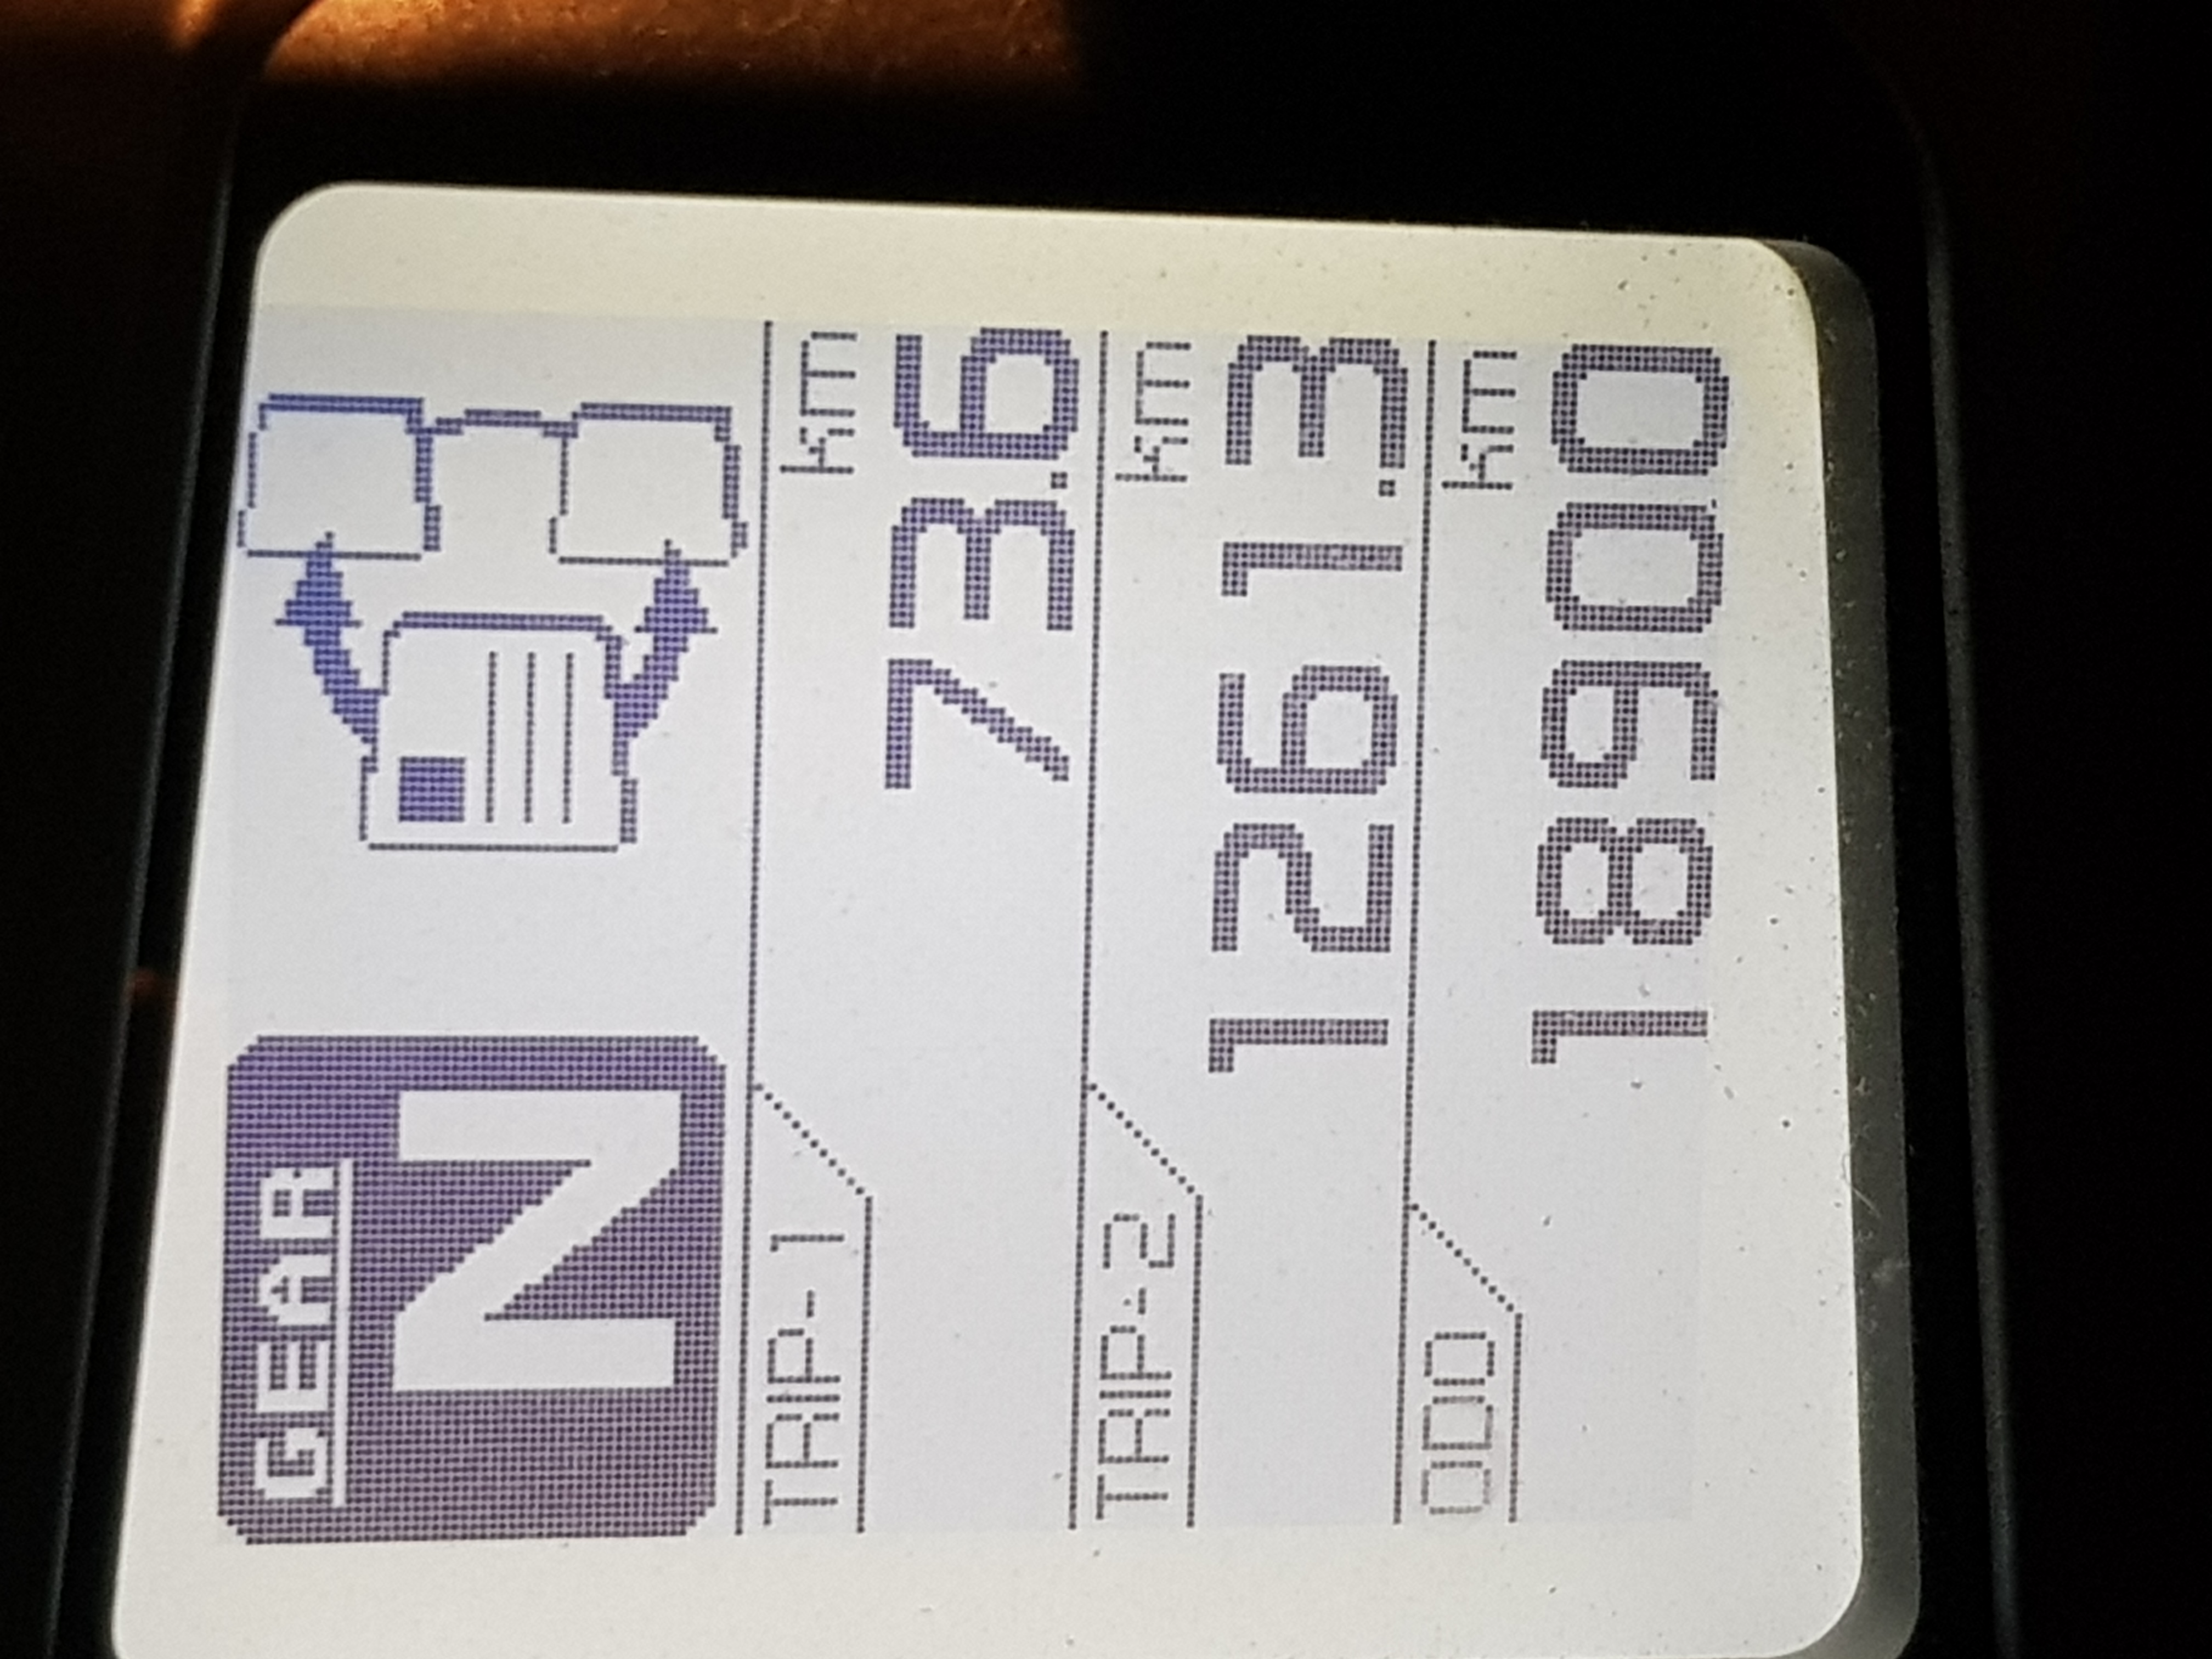 GEAR
N
TRIP-1 km
73.6
TRIP-2 km
1261.3
ODO km
18900